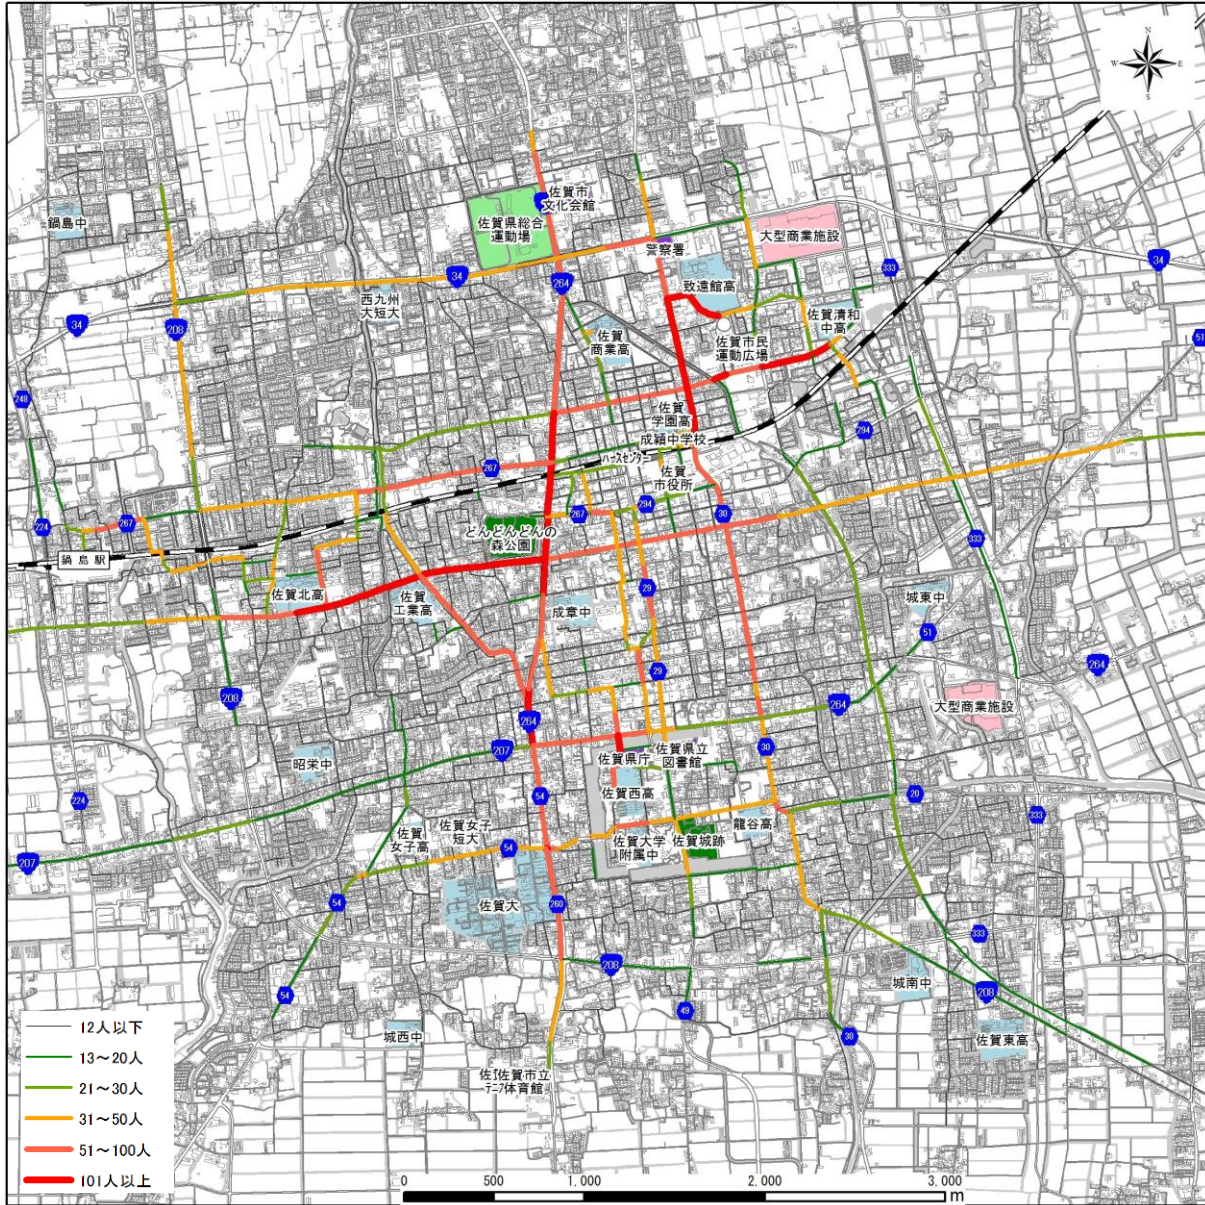 N
W
E
S
佐賀市
文化会館
鍋島中
佐賀県総合
運動場
大型商業施設
警察署
333
34
34
264
致遠館高
西九州
大短大
34
208
佐賀
商業高
佐賀清和
中高
佐賀市民
運動広場
51
248
佐賀
学園高
294
成穎中学校
ハースセンター
267
佐賀
市役所
294
267
30
224
267
どんどんどんの
森公園
333
鍋島駅
29
佐賀北高
佐賀
工業高
成章中
城東中
51
264
29
208
264
264
大型商業施設
207
佐賀県庁
佐賀県立
図書館
30
昭栄中
224
54
佐賀西高
20
333
佐賀
女子高
佐賀女子
短大
佐賀大学
附属中
佐賀城跡
龍谷高
207
54
54
佐賀大
260
333
208
城南中
54
49
208
30
城西中
佐賀東高
佐賀市立
体育館
12人以下
13～20人
21～30人
31～50人
51～100人
101人以上
0
500
1,000
2,000
3,000
m